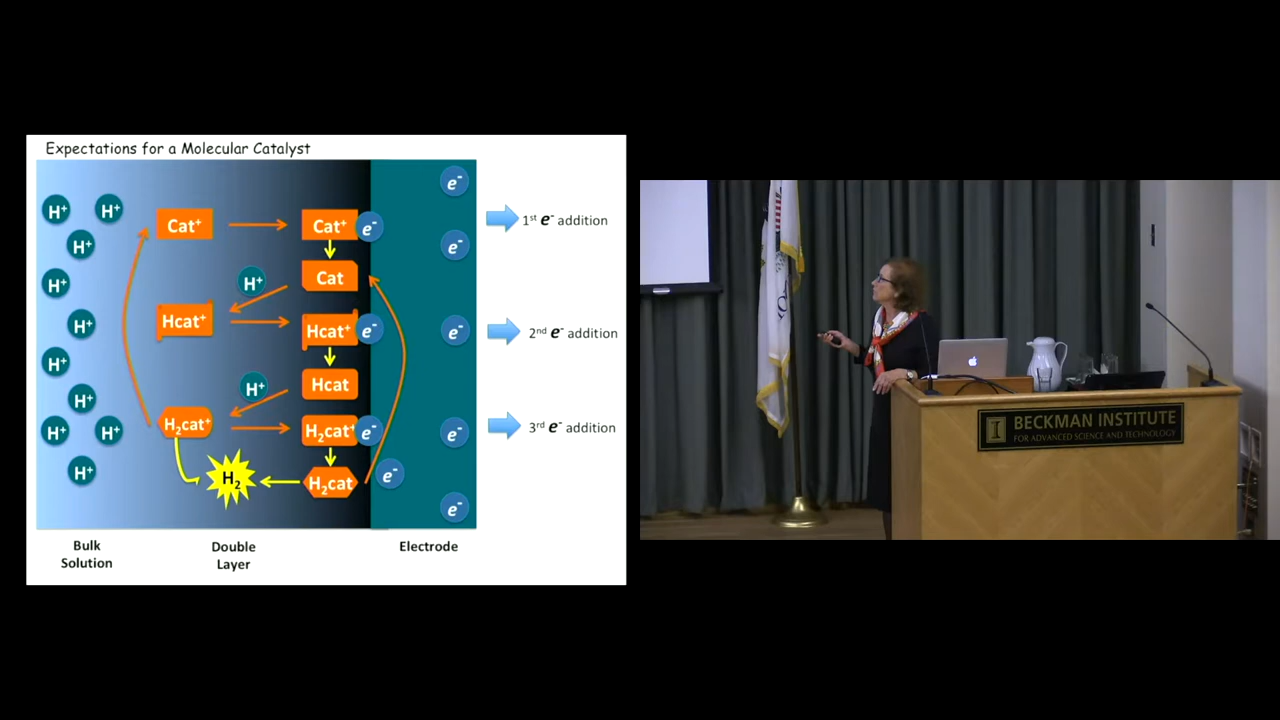 Expectations for a Molecular Catalyst
H⁺ H⁺ Cat⁺ Cat⁺ e⁻ e⁻ 1st e⁻ addition
H⁺ e⁻
H⁺ H⁺ Cat
H⁺ Hcat⁺ Hcat⁺ e⁻ e⁻ 2nd e⁻ addition
H⁺
H⁺ H⁺ Hcat
H⁺ H⁺ H₂cat⁺ H₂cat⁺ e⁻ e⁻ 3rd e⁻ addition
H⁺ H₂ H₂cat e⁻
e⁻
Bulk Solution
Double Layer
Electrode
I BECKMAN INSTITUTE
FOR ADVANCED SCIENCE AND TECHNOLOGY